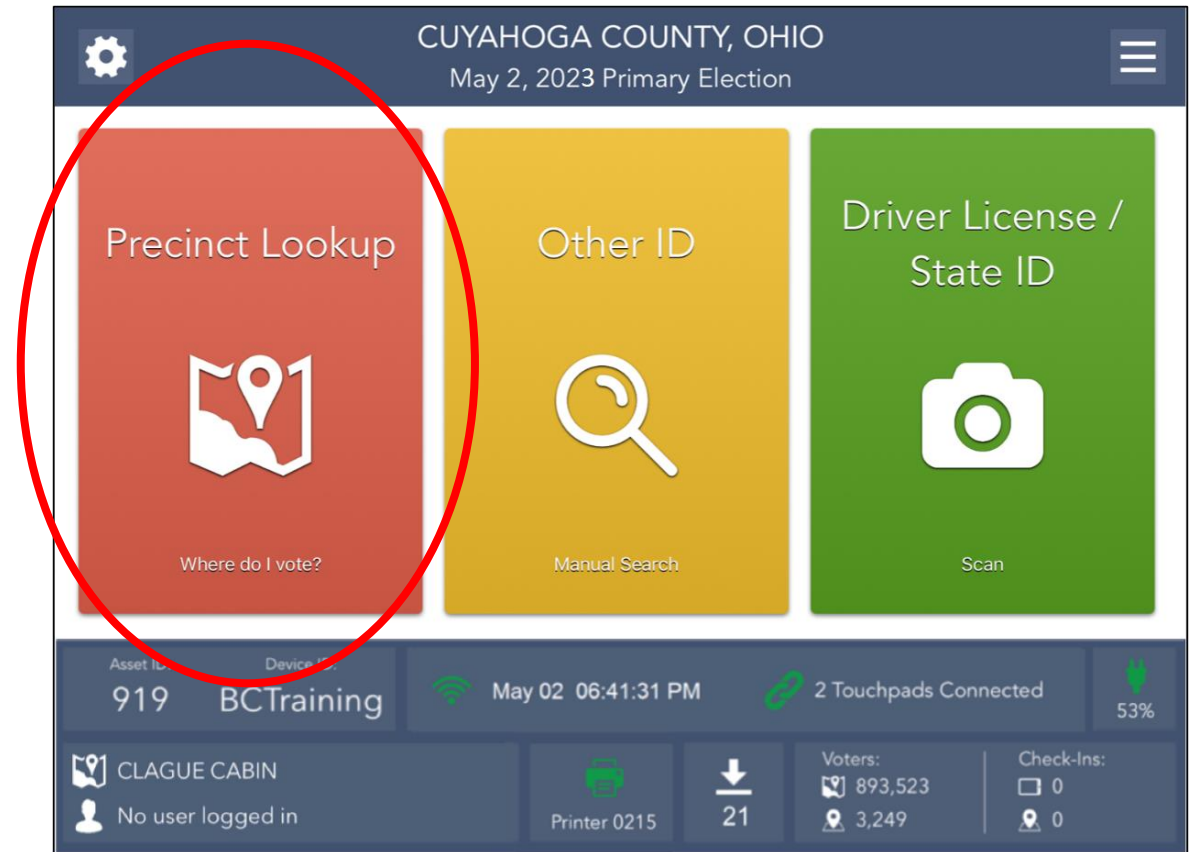 CUYAHOGA COUNTY, OHIO
May 2, 2023 Primary Election
Precinct Lookup
Where do I vote?
Other ID
Manual Search
Driver License /
State ID
Scan
Asset ID:
919
Device ID:
BCTraining
May 02 06:41:31 PM
2 Touchpads Connected
53%
CLAGUE CABIN
No user logged in
Printer 0215
21
Voters:
893,523
3,249
Check-Ins:
0
0